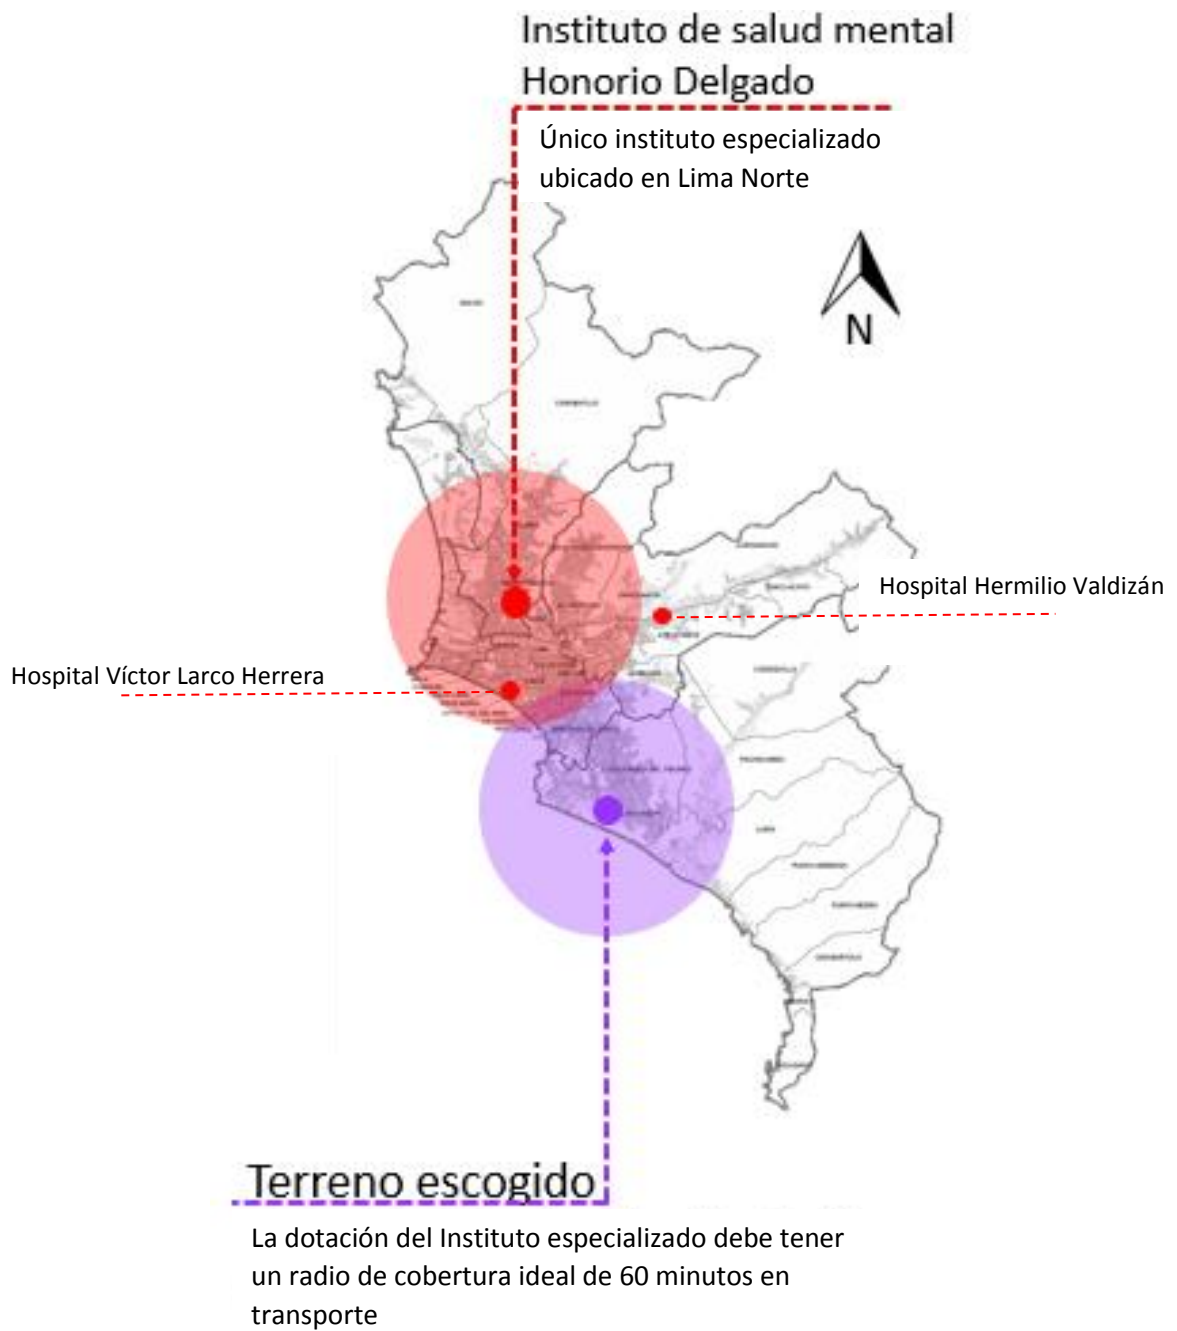 Instituto de salud mental
Honorio Delgado
Único instituto especializado
ubicado en Lima Norte
N
Hospital Hermilio Valdizán
Hospital Víctor Larco Herrera
Terreno escogido
La dotación del Instituto especializado debe tener
un radio de cobertura ideal de 60 minutos en
transporte